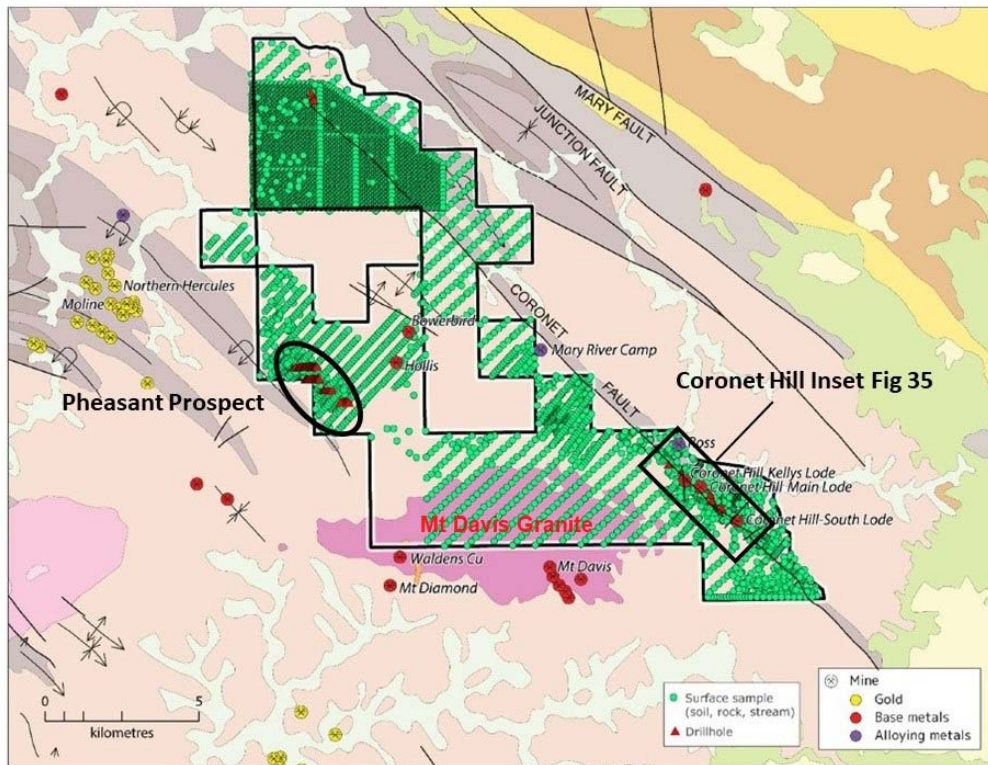 MARY FAULT
JUNCTION FAULT
Northern Hercules
Moline
CORONET
FAULT
Bowerbird
Mary River Camp
Hollis
Pheasant Prospect
Coronet Hill Inset Fig 35
Ross
Coronet Hill Kellys Lode
Coronet Hill Main Lode
Coronet Hill-South Lode
Mt Davis Granite
Waldens Cu
Mt Davis
Mt Diamond
0 5
kilometres
Surface sample
(soil, rock, stream)
Drillhole
Mine
Gold
Base metals
Alloying metals